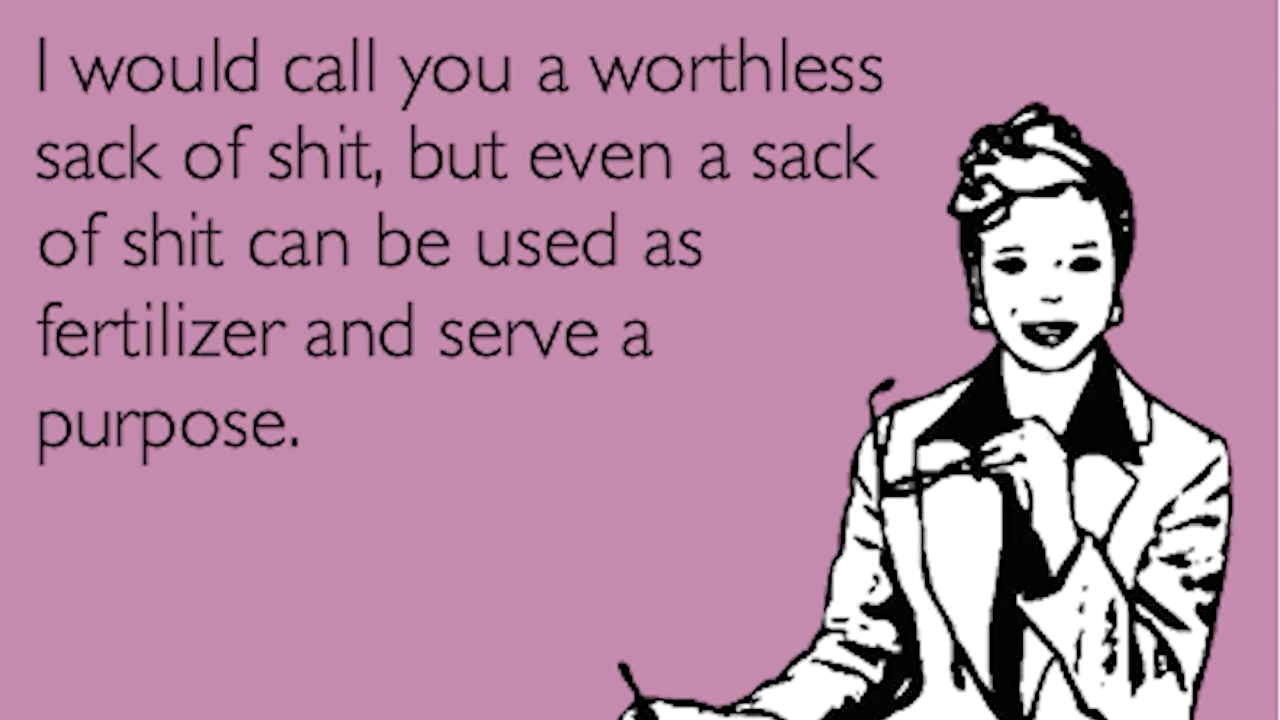 I would call you a worthless
sack of shit, but even a sack
of shit can be used as
fertilizer and serve a
purpose.